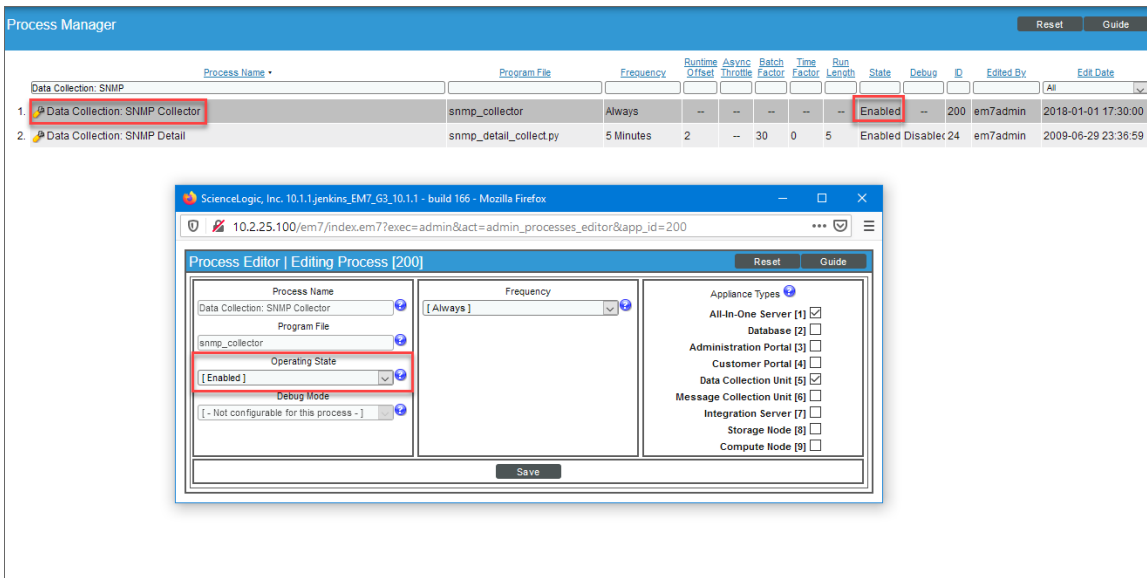 Process Manager
Reset Guide
Runtime Async Batch Time Run
Process Name Program File Frequency Offset Throttle Factor Factor Length State Debug ID Edited By Edit Date
Data Collection: SNMP All
1. Data Collection: SNMP Collector snmp_collector Always -- -- -- -- -- Enabled -- 200 em7admin 2018-01-01 17:30:00
2. Data Collection: SNMP Detail snmp_detail_collect.py 5 Minutes 2 -- 30 0 5 Enabled Disablec 24 em7admin 2009-06-29 23:36:59
ScienceLogic, Inc. 10.1.1.jenkins_EM7_G3_10.1.1 - build 166 - Mozilla Firefox
10.2.25.100/em7/index.em7?exec=admin&act=admin_processes_editor&app_id=200
Process Editor | Editing Process [200]
Reset Guide
Process Name
Data Collection: SNMP Collector
Program File
snmp_collector
Operating State
[ Enabled ]
Debug Mode
[ - Not configurable for this process - ]
Frequency
[ Always ]
Appliance Types
All-In-One Server [1]
Database [2]
Administration Portal [3]
Customer Portal [4]
Data Collection Unit [5]
Message Collection Unit [6]
Integration Server [7]
Storage Node [8]
Compute Node [9]
Save